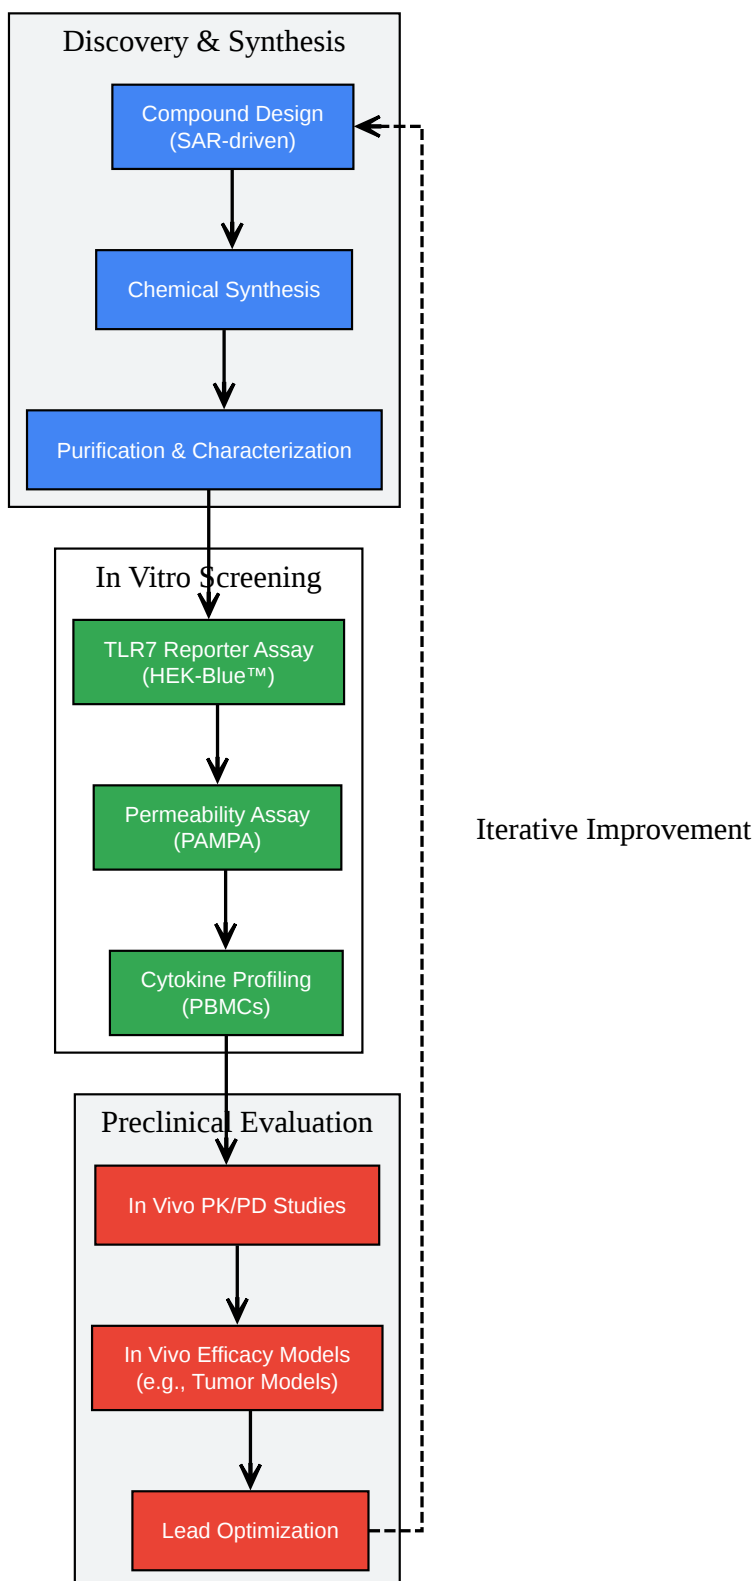 Discovery & Synthesis
Compound Design
(SAR-driven)
Chemical Synthesis
Purification & Characterization
In Vitro Screening
TLR7 Reporter Assay
(HEK-Blue™)
Permeability Assay
(PAMPA)
Iterative Improvement
Cytokine Profiling
(PBMCs)
Preclinical Evaluation
In Vivo PK/PD Studies
In Vivo Efficacy Models
(e.g., Tumor Models)
Lead Optimization